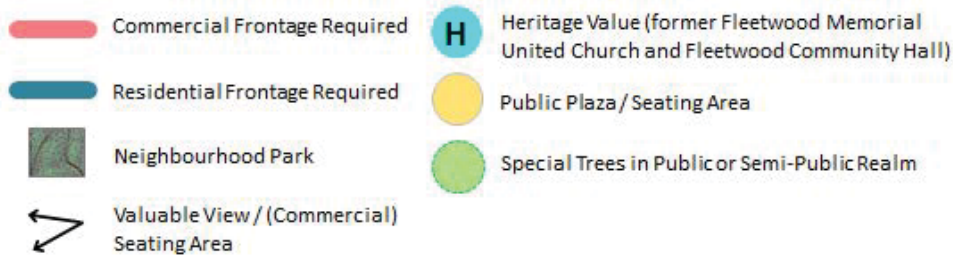 Commercial Frontage Required
Residential Frontage Required
Neighbourhood Park
Valuable View / (Commercial)
Seating Area
H
Heritage Value (former Fleetwood Memorial
United Church and Fleetwood Community Hall)
Public Plaza / Seating Area
Special Trees in Public or Semi-Public Realm